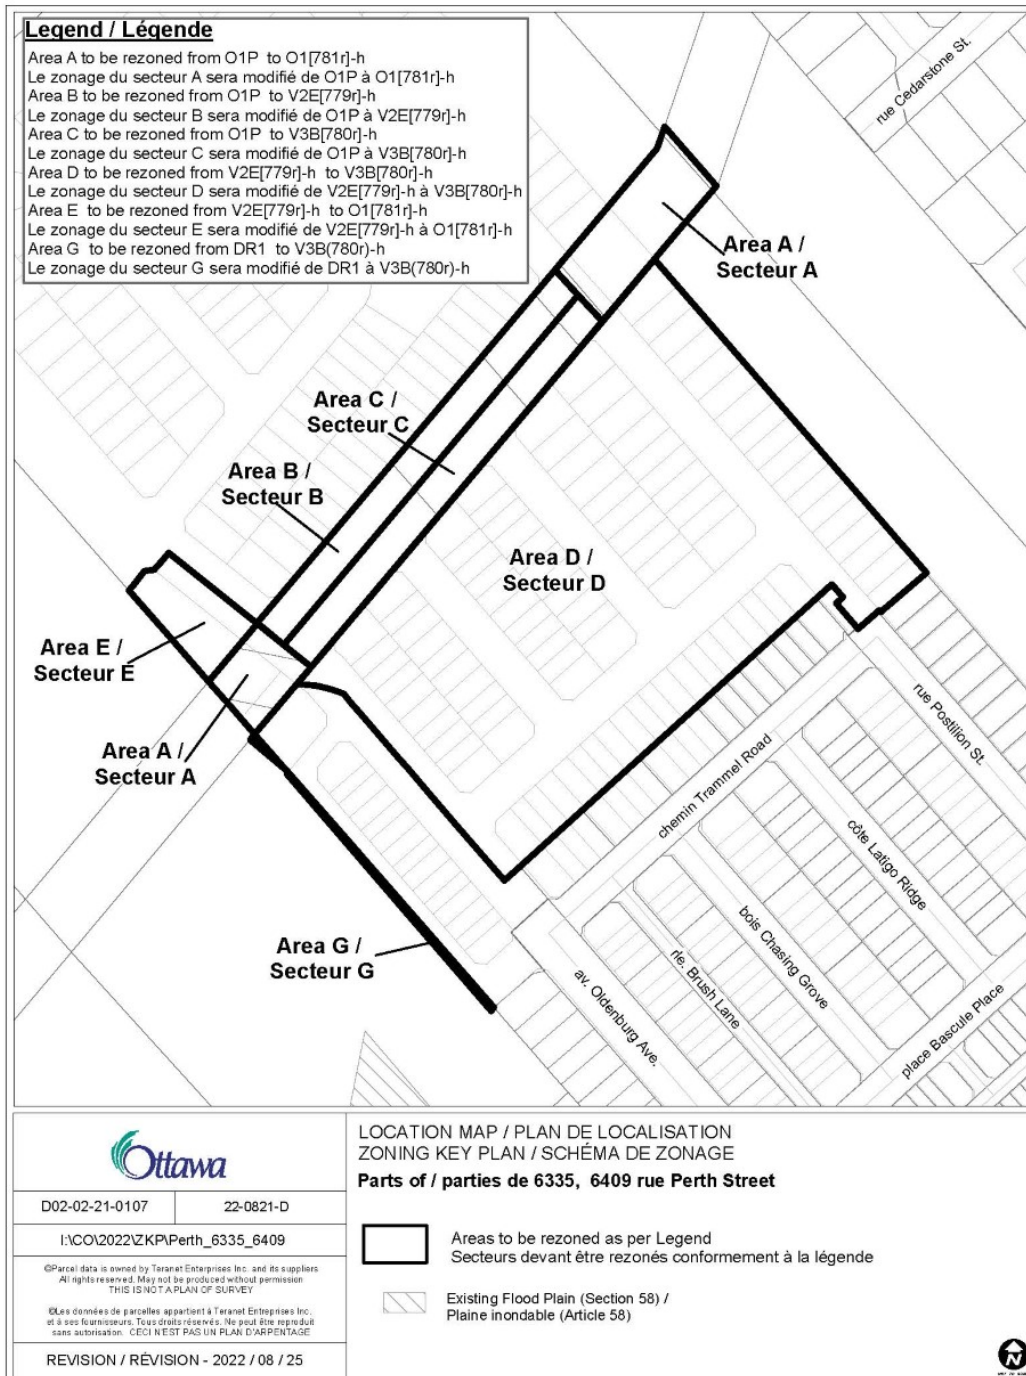 Legend / Légende
Area A to be rezoned from O1P to O1[781r]-h
Le zonage du secteur A sera modifié de O1P à O1[781r]-h
Area B to be rezoned from O1P to V2E[779r]-h
Le zonage du secteur B sera modifié de O1P à V2E[779r]-h
Area C to be rezoned from O1P to V3B[780r]-h
Le zonage du secteur C sera modifié de O1P à V3B[780r]-h
Area D to be rezoned from V2E[779r]-h to V3B[780r]-h
Le zonage du secteur D sera modifié de V2E[779r]-h à V3B[780r]-h
Area E to be rezoned from V2E[779r]-h to O1[781r]-h
Le zonage du secteur E sera modifié de V2E[779r]-h à O1[781r]-h
Area G to be rezoned from DR1 to V3B(780r)-h
Le zonage du secteur G sera modifié de DR1 à V3B(780r)-h
rue Cedarstone St.
Area A /
Secteur A
Area C /
Secteur C
Area B /
Secteur B
Area D /
Secteur D
Area E /
Secteur E
Area A /
Secteur A
rue Postilion St.
chemin Trammel Road
côte Latigo Ridge
bois Chasing Grove
rle. Brush Lane
av. Oldenburg Ave.
place Bascule Place
Area G /
Secteur G
Ottawa
D02-02-21-0107
22-0821-D
I:\CO\2022\ZKP\Perth_6335_6409
©Parcel data is owned by Teranet Enterprises Inc. and its suppliers
All rights reserved. May not be produced without permission
THIS IS NOT A PLAN OF SURVEY
©Les données de parcelles appartient à Teranet Entreprises Inc.
et à ses fournisseurs. Tous droits réservés. Ne peut être reproduit
sans autorisation. CECI N'EST PAS UN PLAN D'ARPENTAGE
REVISION / RÉVISION - 2022 / 08 / 25
LOCATION MAP / PLAN DE LOCALISATION
ZONING KEY PLAN / SCHÉMA DE ZONAGE
Parts of / parties de 6335, 6409 rue Perth Street
Areas to be rezoned as per Legend
Secteurs devant être rezonés conformement à la légende
Existing Flood Plain (Section 58) /
Plaine inondable (Article 58)
N